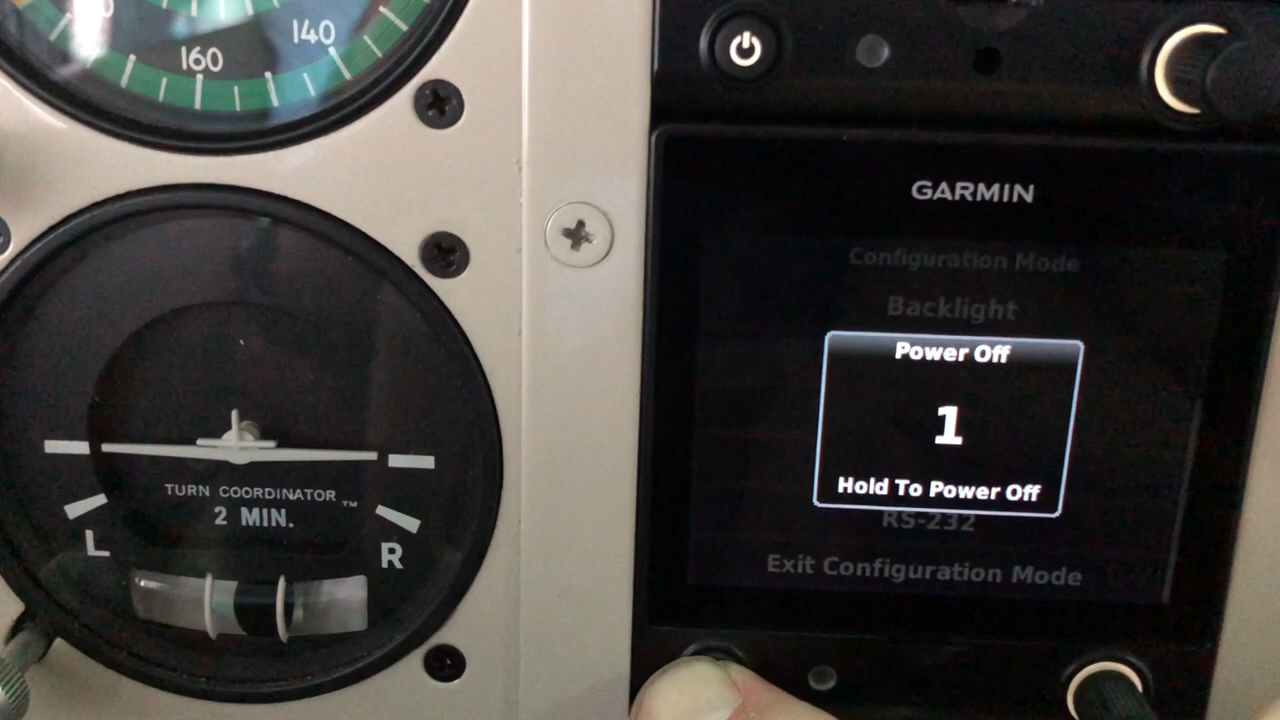 140
160
TURN COORDINATOR ™
2 MIN.
L
R
GARMIN
Configuration Mode
Backlight
Power Off
1
Hold To Power Off
RS-232
Exit Configuration Mode